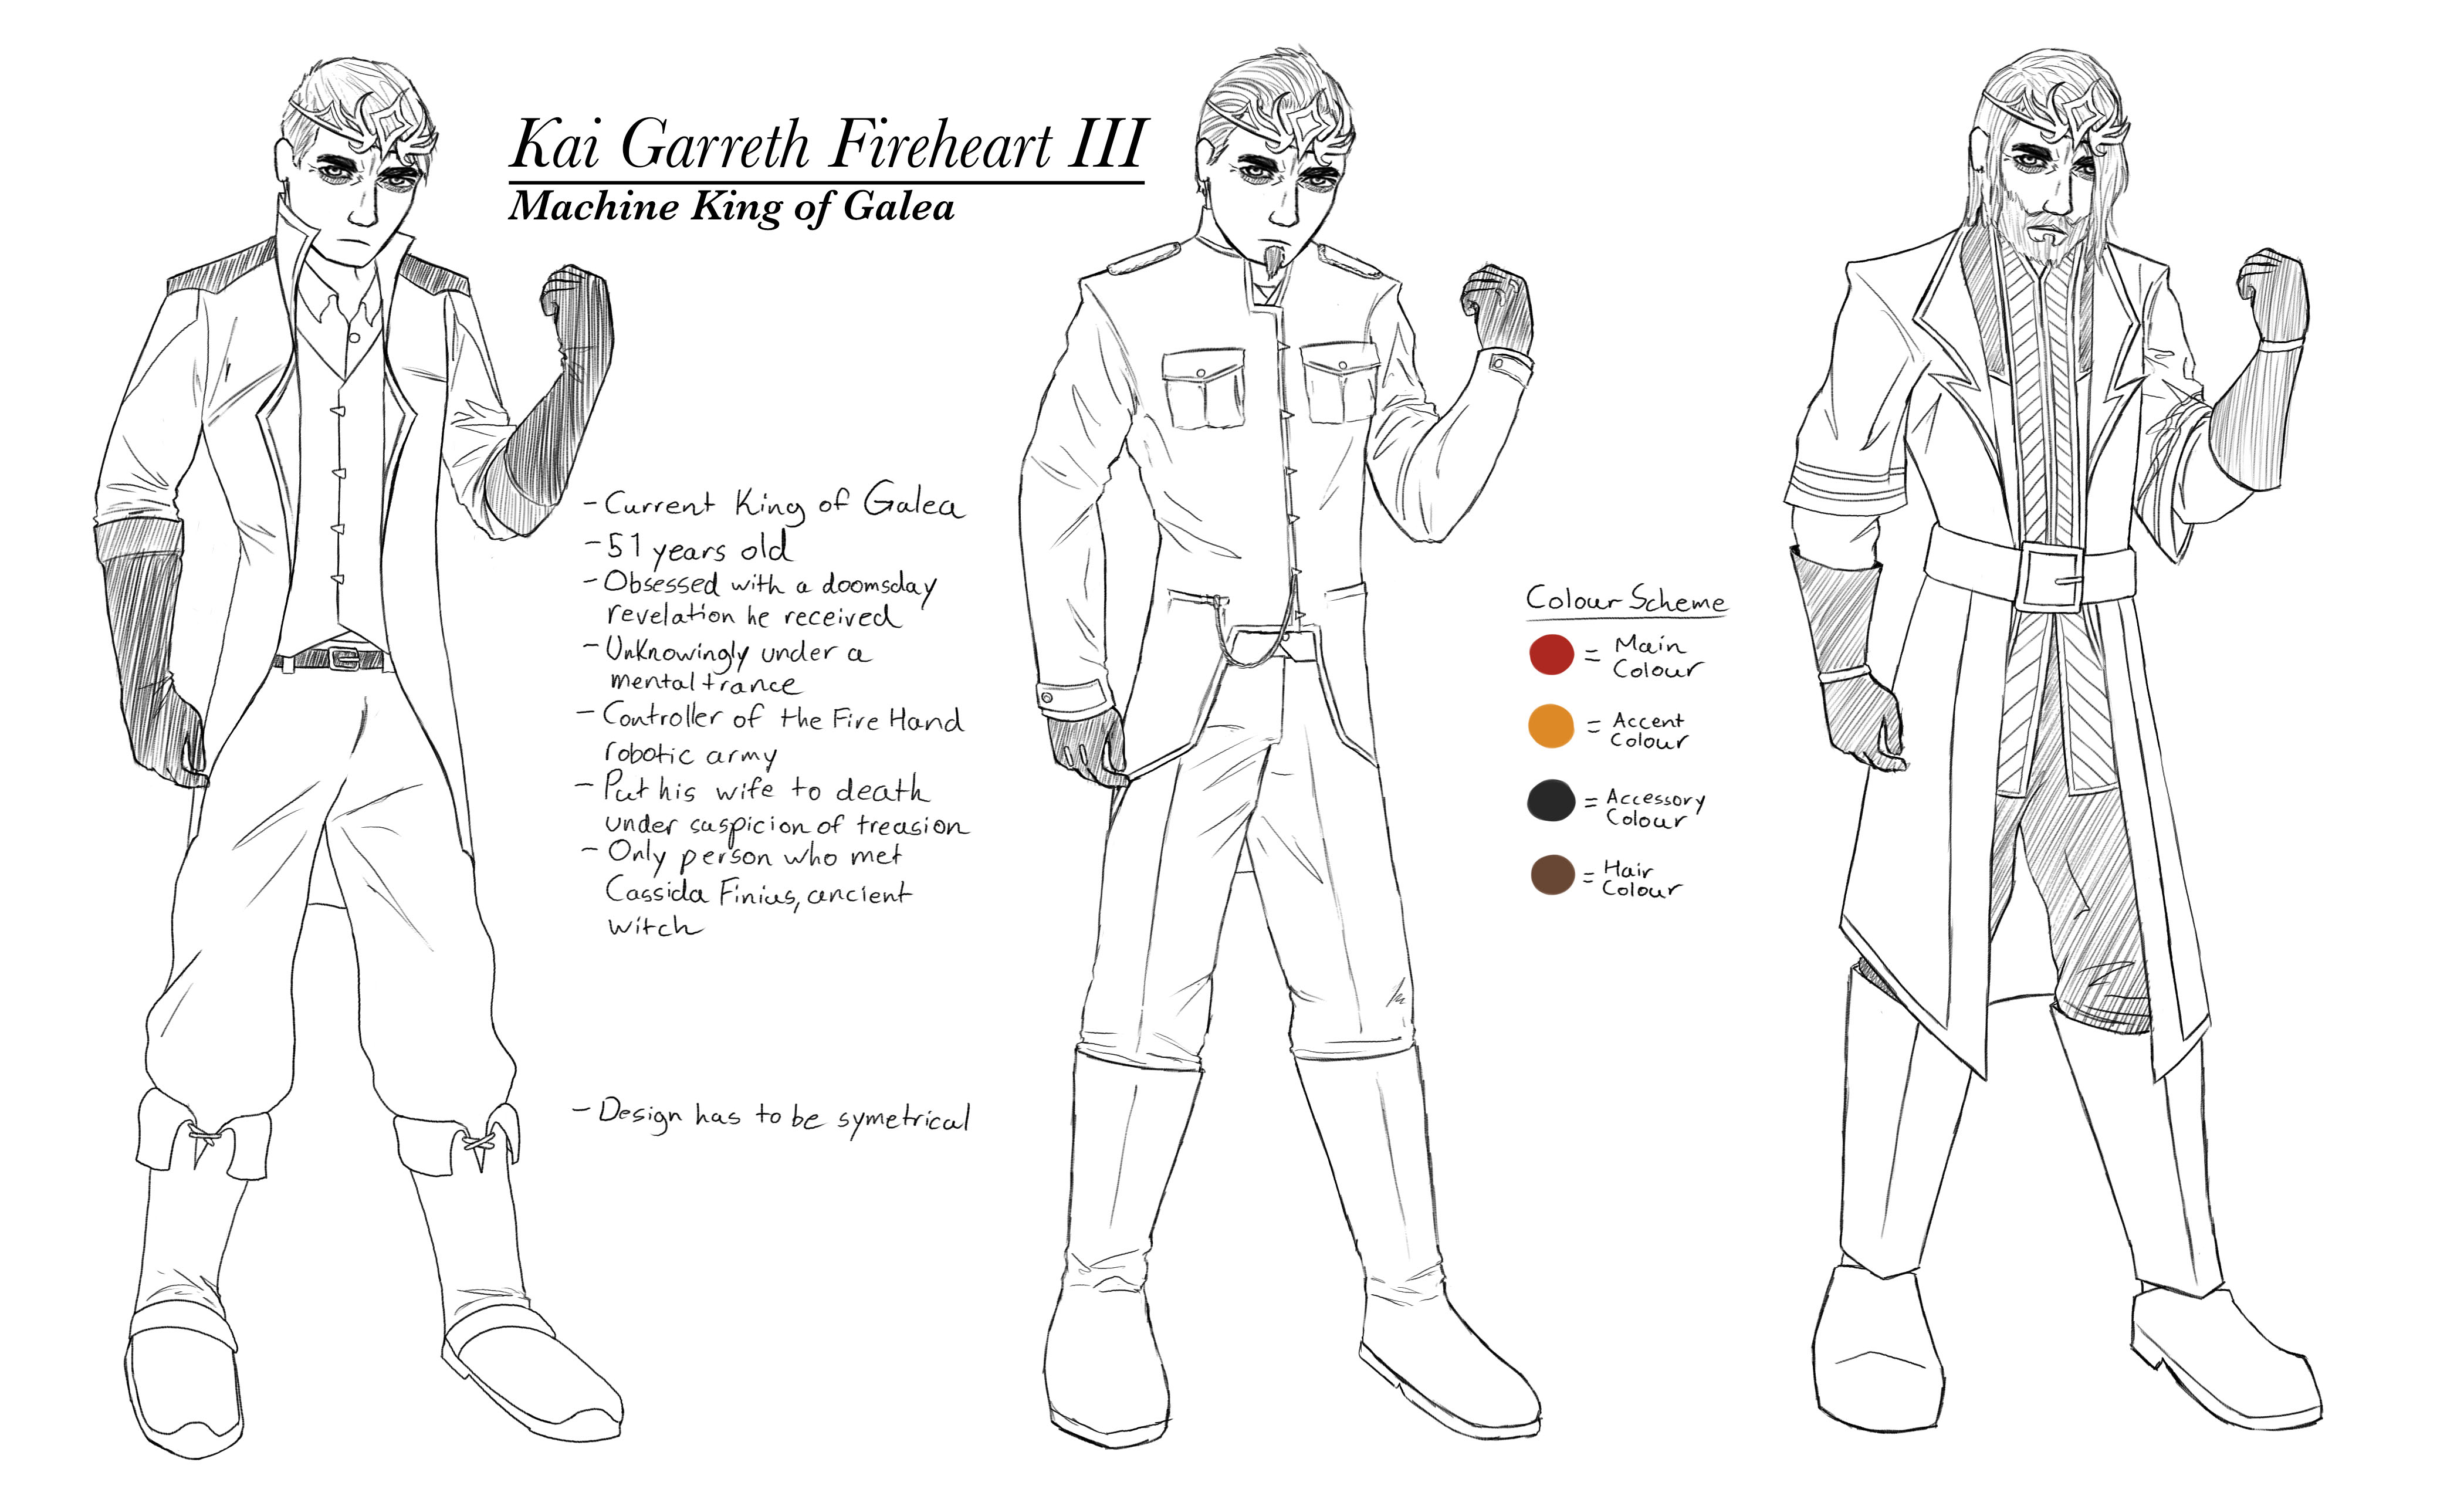 Kai Garreth Fireheart III
Machine King of Galea
- Current King of Galea
- 51 years old
- Obsessed with a doomsday
revelation he received
- Unknowingly under a
mental trance
- Controller of the Fire Hand
robotic army
- Put his wife to death
under suspicion of treasion
- Only person who met
Cassida Finius, ancient
witch
- Design has to be symetrical
Colour Scheme
= Main
Colour
= Accent
Colour
= Accessory
Colour
= Hair
Colour